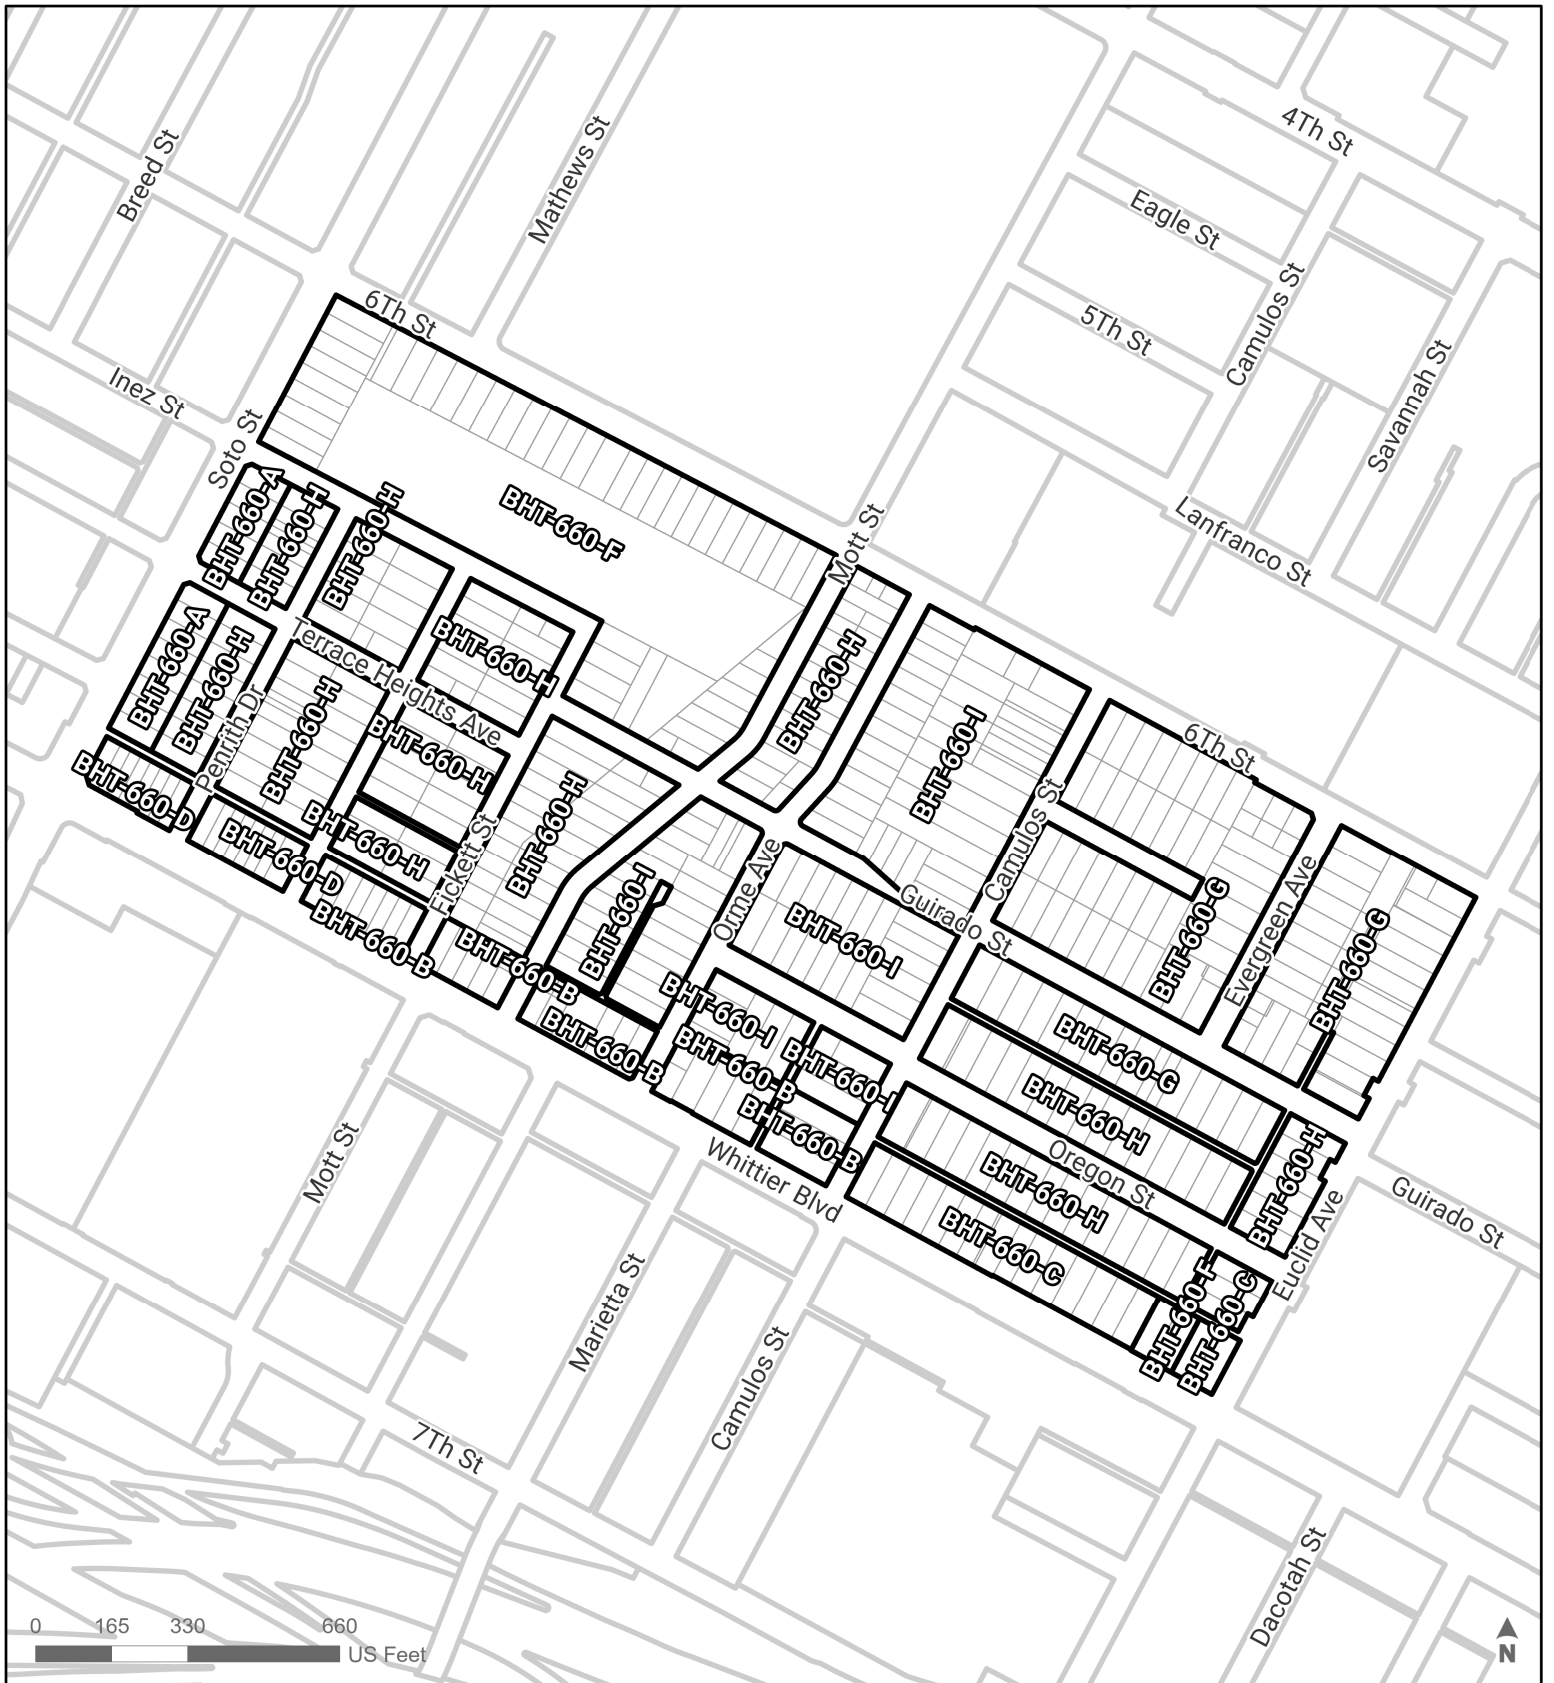 4Th St
Breed St
Mathews St
Eagle St
Camulos St
6Th St
5Th St
Inez St
Savannah St
Soto St
BHT-660-A
BHT-660-H
BHT-660-H
BHT-660-F
Mott St
Lanfranco St
BHT-660-A
BHT-660-H
Terrace Heights Ave
BHT-660-H
BHT-660-H
BHT-660-I
6Th St
Penrith Dr
BHT-660-H
BHT-660-H
BHT-660-D
BHT-660-H
Camulos St
BHT-660-D
BHT-660-H
Fickett St
BHT-660-I
Orme Ave
BHT-660-I
Guirado St
BHT-660-G
Evergreen Ave
BHT-660-G
BHT-660-B
BHT-660-B
BHT-660-I
BHT-660-B
BHT-660-B
BHT-660-I
BHT-660-G
BHT-660-H
BHT-660-B
Whittier Blvd
Mott St
Oregon St
BHT-660-H
BHT-660-H
Euclid Ave
Guirado St
BHT-660-C
BHT-660-F
BHT-660-C
Marietta St
Camulos St
7Th St
Dacotah St
0 165 330 660
US Feet
N